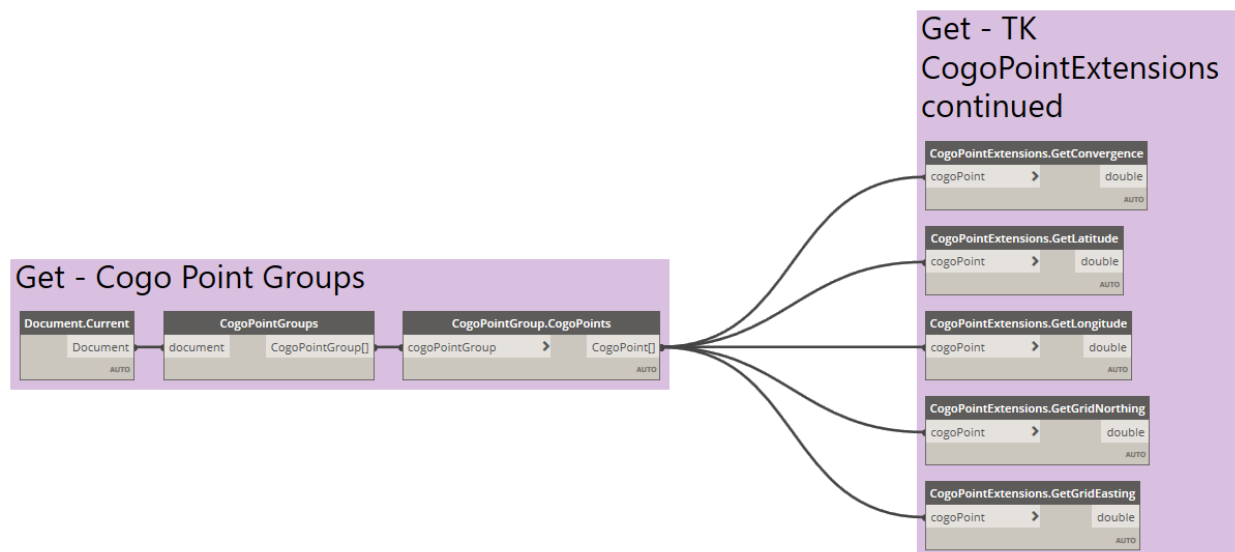 Get - TK
CogoPointExtensions
continued
CogoPointExtensions.GetConvergence
cogoPoint > double
AUTO
CogoPointExtensions.GetLatitude
cogoPoint > double
AUTO
Get - Cogo Point Groups
Document.Current CogoPointGroups CogoPointGroup.CogoPoints
Document document CogoPointGroup[] cogoPointGroup > CogoPoint[]
AUTO AUTO
CogoPointExtensions.GetLongitude
cogoPoint > double
AUTO
CogoPointExtensions.GetGridNorthing
cogoPoint > double
AUTO
CogoPointExtensions.GetGridEasting
cogoPoint > double
AUTO